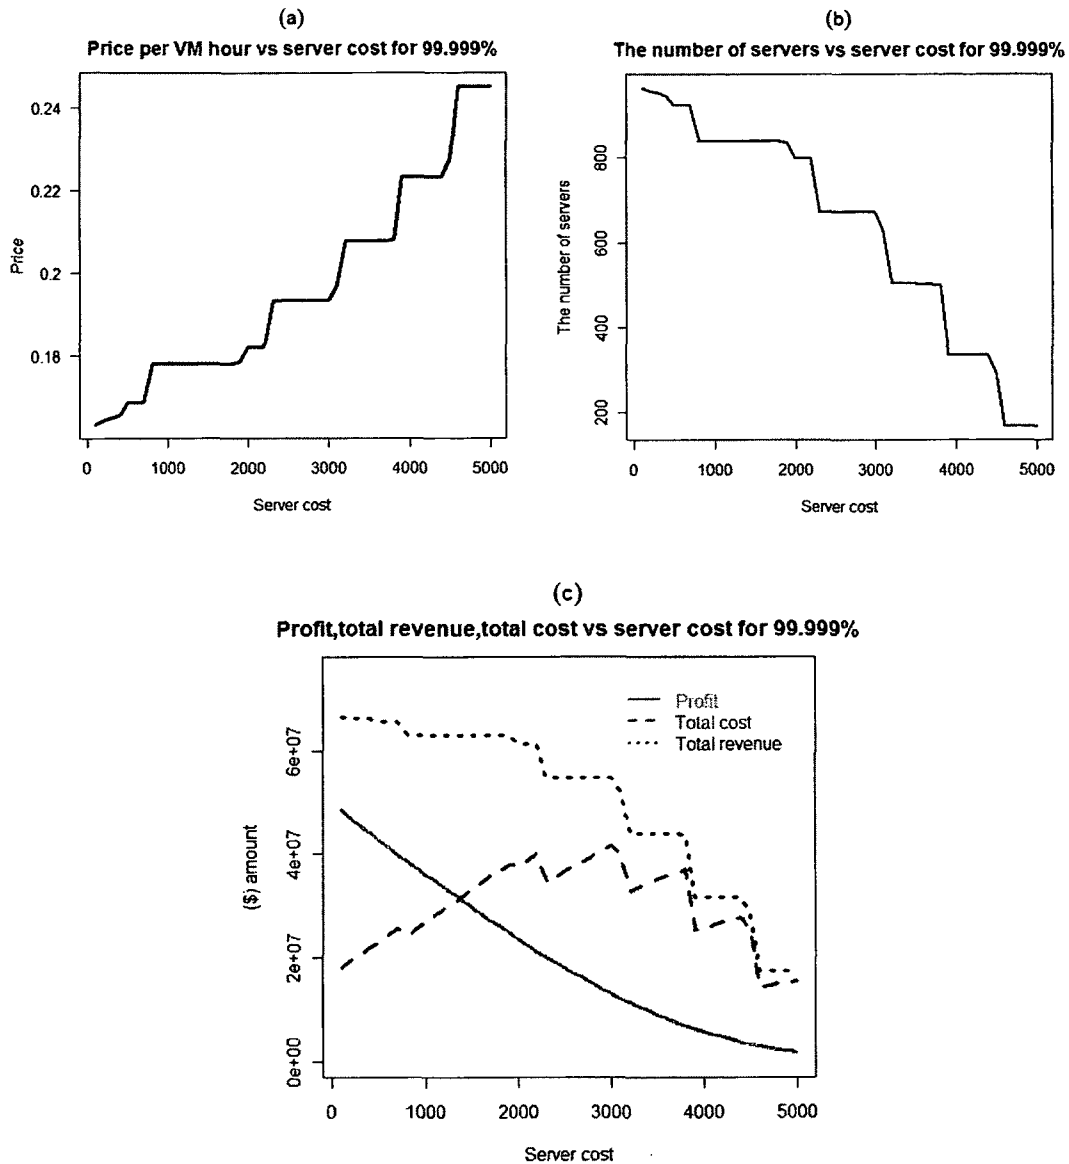 (a)
Price per VM hour vs server cost for 99.999%
0.24
0.22
0.2
0.18
Price
0 1000 2000 3000 4000 5000
Server cost
(b)
The number of servers vs server cost for 99.999%
800
600
400
200
The number of servers
0 1000 2000 3000 4000 5000
Server cost
(c)
Profit,total revenue,total cost vs server cost for 99.999%
Profit
Total cost
Total revenue
6e+07
4e+07
2e+07
0e+00
($) amount
0 1000 2000 3000 4000 5000
Server cost